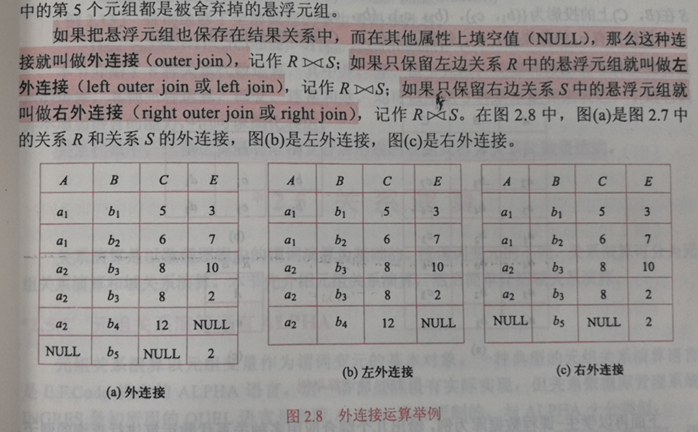 中的第 5 个元组都是被舍弃掉的悬浮元组。
如果把悬浮元组也保存在结果关系中，而在其他属性上填空值（NULL），那么这种连
接就叫做外连接（outer join），记作 R⟗S；如果只保留左边关系 R 中的悬浮元组就叫做左
外连接（left outer join 或 left join），记作 R⟕S；如果只保留右边关系 S 中的悬浮元组就
叫做右外连接（right outer join 或 right join），记作 R⟖S。在图 2.8 中，图(a)是图 2.7 中
的关系 R 和关系 S 的外连接，图(b)是左外连接，图(c)是右外连接。
A B C E
a1 b1 5 3
a1 b2 6 7
a2 b3 8 10
a2 b3 8 2
a2 b4 12 NULL
NULL b5 NULL 2
(a) 外连接
A B C E
a1 b1 5 3
a1 b2 6 7
a2 b3 8 10
a2 b3 8 2
a2 b4 12 NULL
(b) 左外连接
A B C E
a1 b1 5 3
a1 b2 6 7
a2 b3 8 10
a2 b3 8 2
NULL b5 NULL 2
(c) 右外连接
图 2.8 外连接运算举例